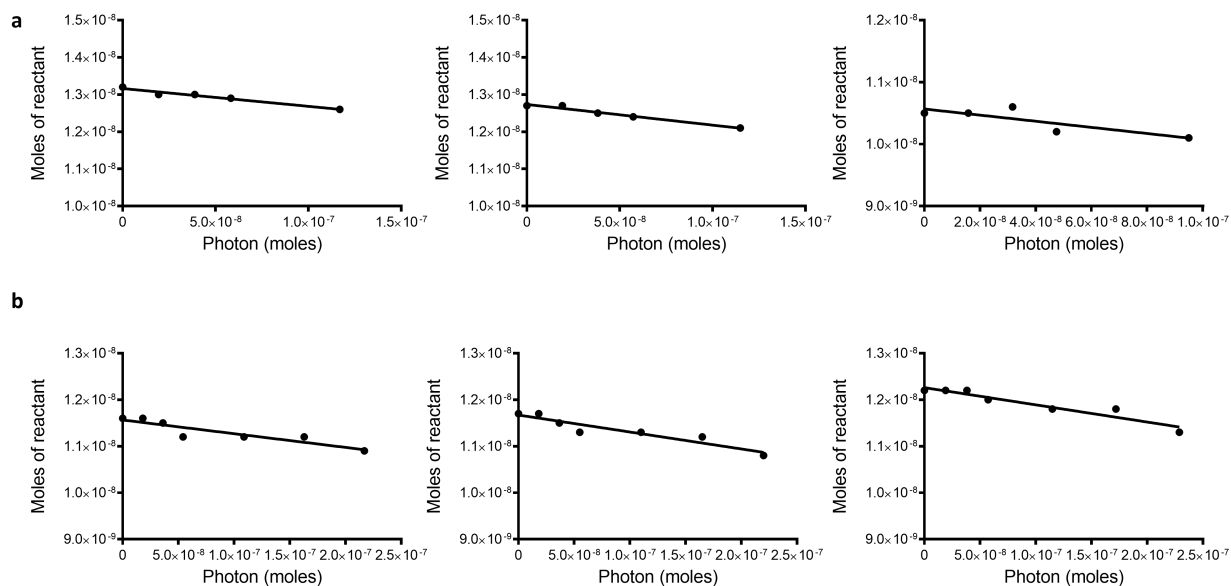 a
Moles of reactant
1.5×10⁻⁸
1.4×10⁻⁸
1.3×10⁻⁸
1.2×10⁻⁸
1.1×10⁻⁸
1.0×10⁻⁸
0 5.0×10⁻⁸ 1.0×10⁻⁷ 1.5×10⁻⁷
Photon (moles)
Moles of reactant
1.5×10⁻⁸
1.4×10⁻⁸
1.3×10⁻⁸
1.2×10⁻⁸
1.1×10⁻⁸
1.0×10⁻⁸
0 5.0×10⁻⁸ 1.0×10⁻⁷ 1.5×10⁻⁷
Photon (moles)
Moles of reactant
1.2×10⁻⁸
1.1×10⁻⁸
1.0×10⁻⁸
9.0×10⁻⁹
0 2.0×10⁻⁸ 4.0×10⁻⁸ 6.0×10⁻⁸ 8.0×10⁻⁸ 1.0×10⁻⁷
Photon (moles)
b
Moles of reactant
1.3×10⁻⁸
1.2×10⁻⁸
1.1×10⁻⁸
1.0×10⁻⁸
9.0×10⁻⁹
0 5.0×10⁻⁸ 1.0×10⁻⁷ 1.5×10⁻⁷ 2.0×10⁻⁷ 2.5×10⁻⁷
Photon (moles)
Moles of reactant
1.3×10⁻⁸
1.2×10⁻⁸
1.1×10⁻⁸
1.0×10⁻⁸
9.0×10⁻⁹
0 5.0×10⁻⁸ 1.0×10⁻⁷ 1.5×10⁻⁷ 2.0×10⁻⁷ 2.5×10⁻⁷
Photon (moles)
Moles of reactant
1.3×10⁻⁸
1.2×10⁻⁸
1.1×10⁻⁸
1.0×10⁻⁸
9.0×10⁻⁹
0 5.0×10⁻⁸ 1.0×10⁻⁷ 1.5×10⁻⁷ 2.0×10⁻⁷ 2.5×10⁻⁷
Photon (moles)